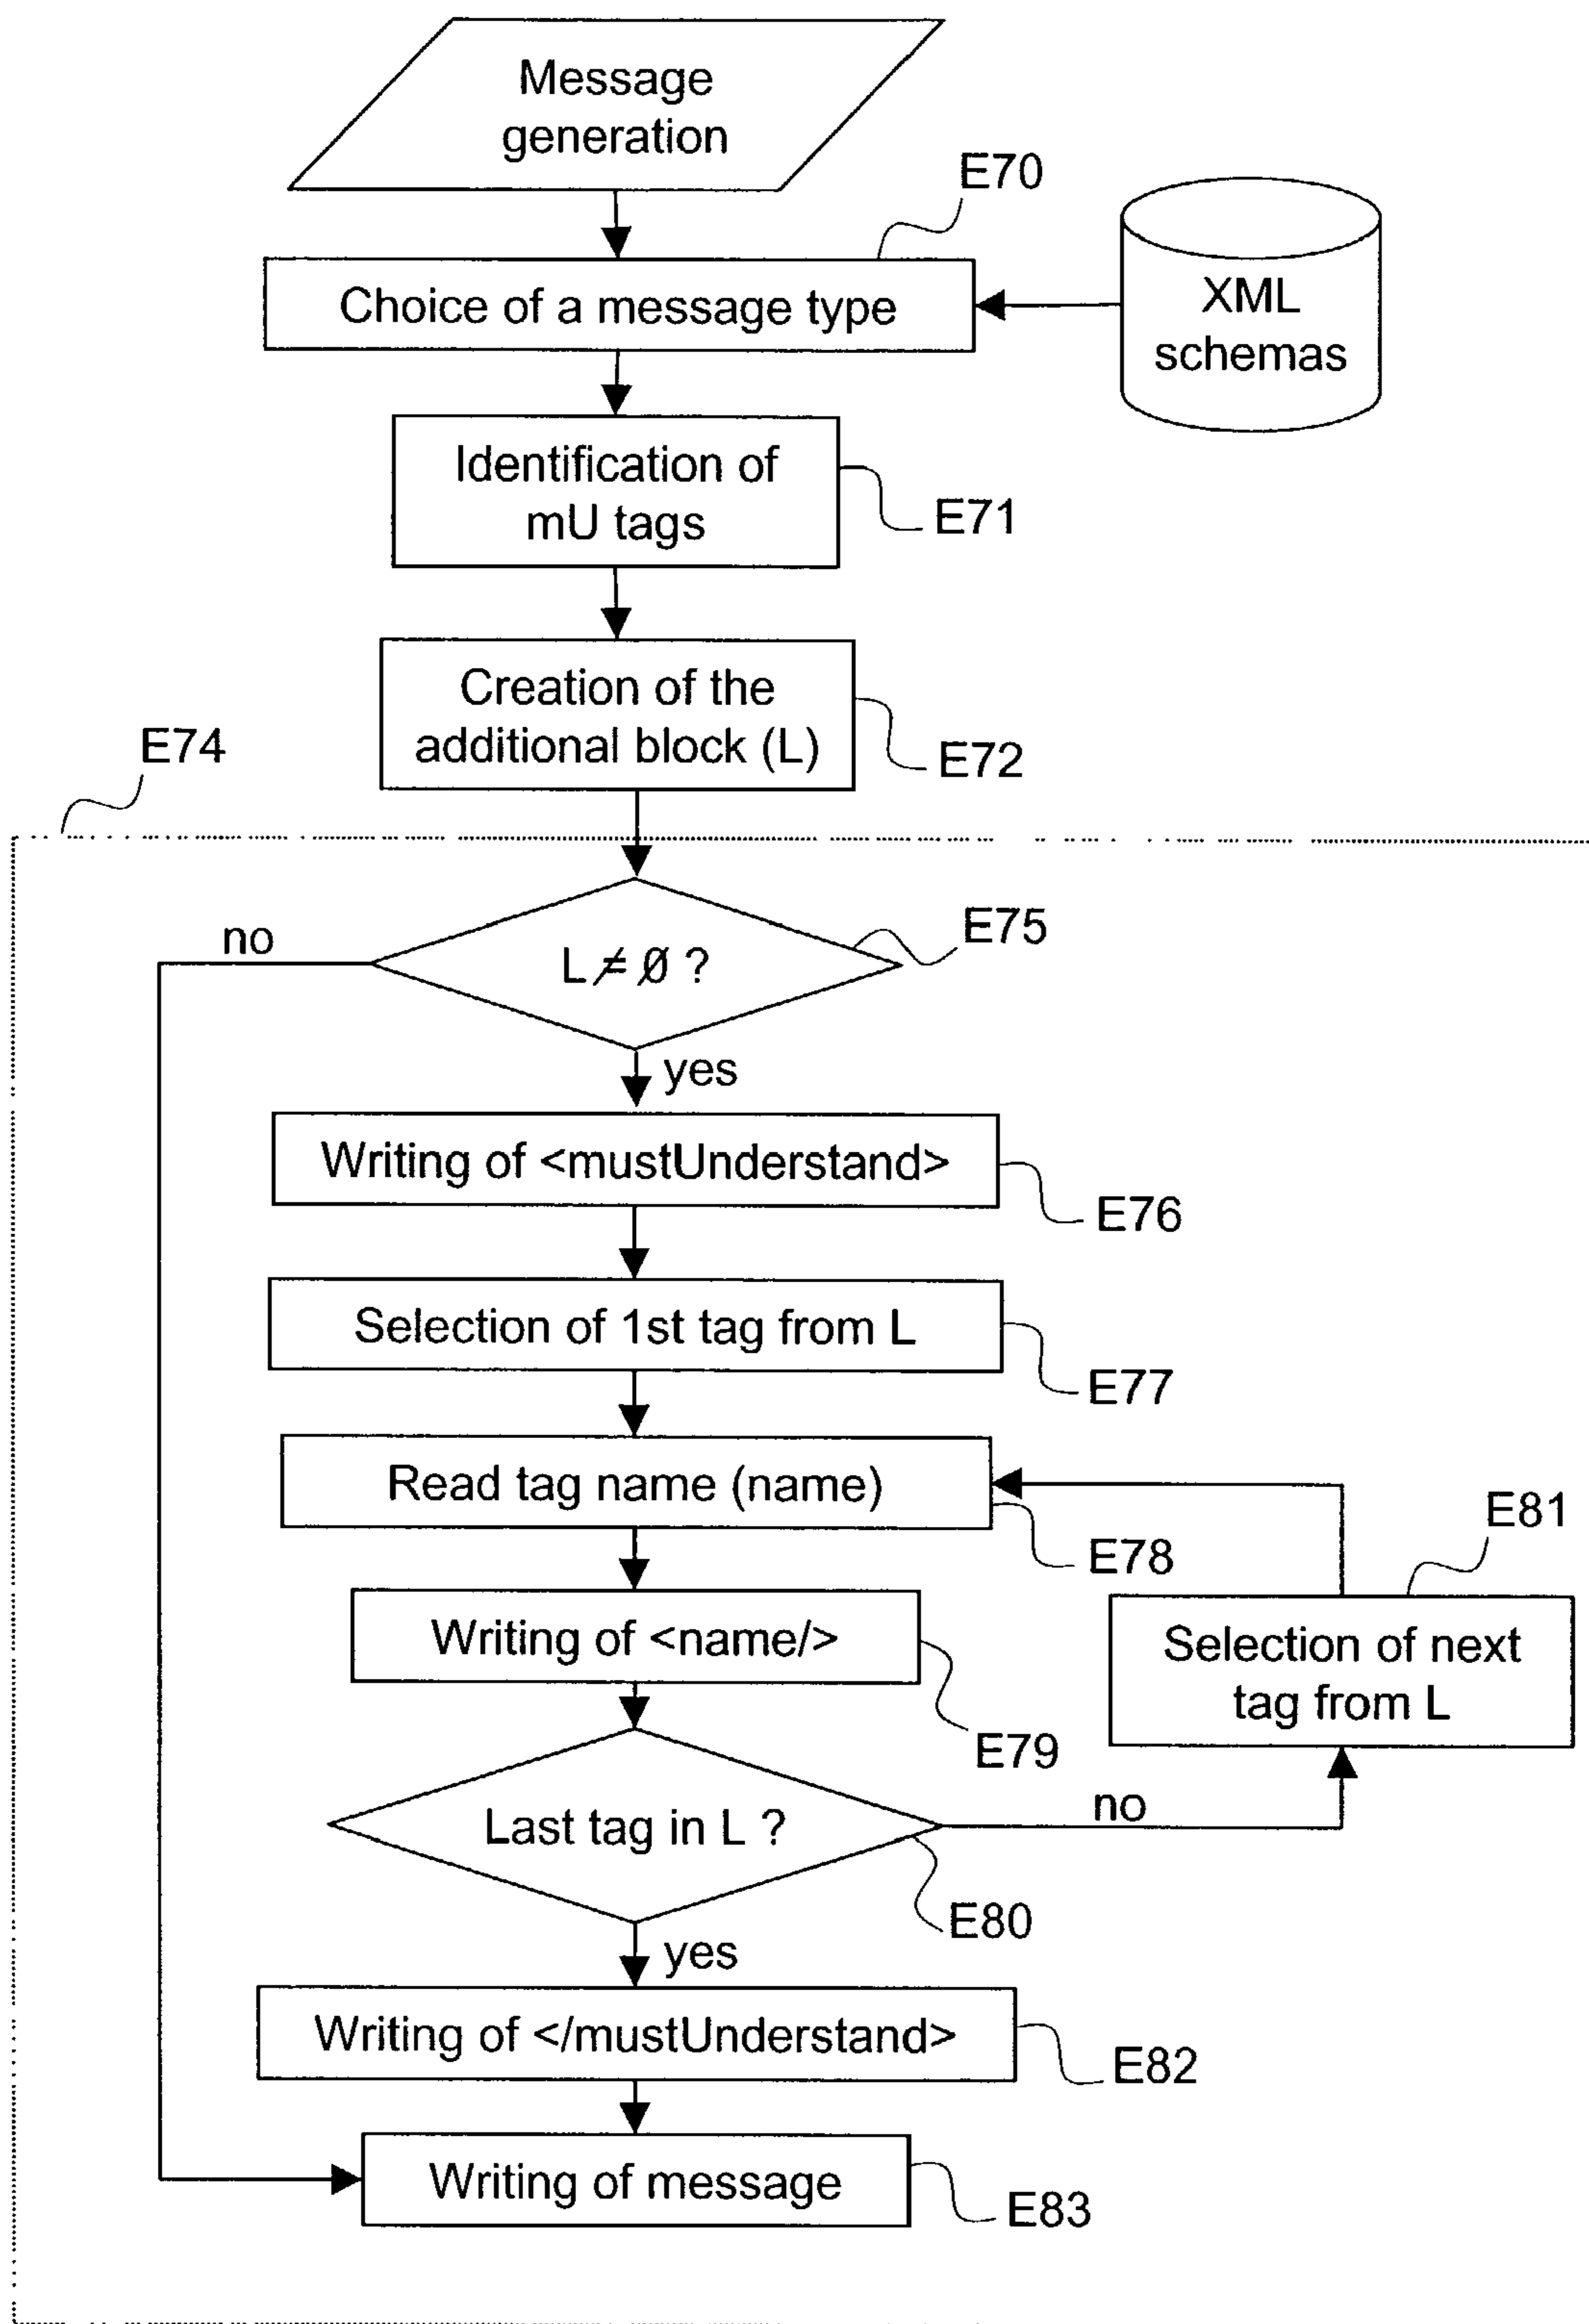 Message
generation
E70
Choice of a message type
XML
schemas
Identification of
mU tags
E71
Creation of the
additional block (L)
E72
E74
no
L ≠ Ø ?
E75
yes
Writing of <mustUnderstand>
E76
Selection of 1st tag from L
E77
Read tag name (name)
E78
E81
Writing of <name/>
E79
Selection of next
tag from L
Last tag in L ?
no
E80
yes
Writing of </mustUnderstand>
E82
Writing of message
E83